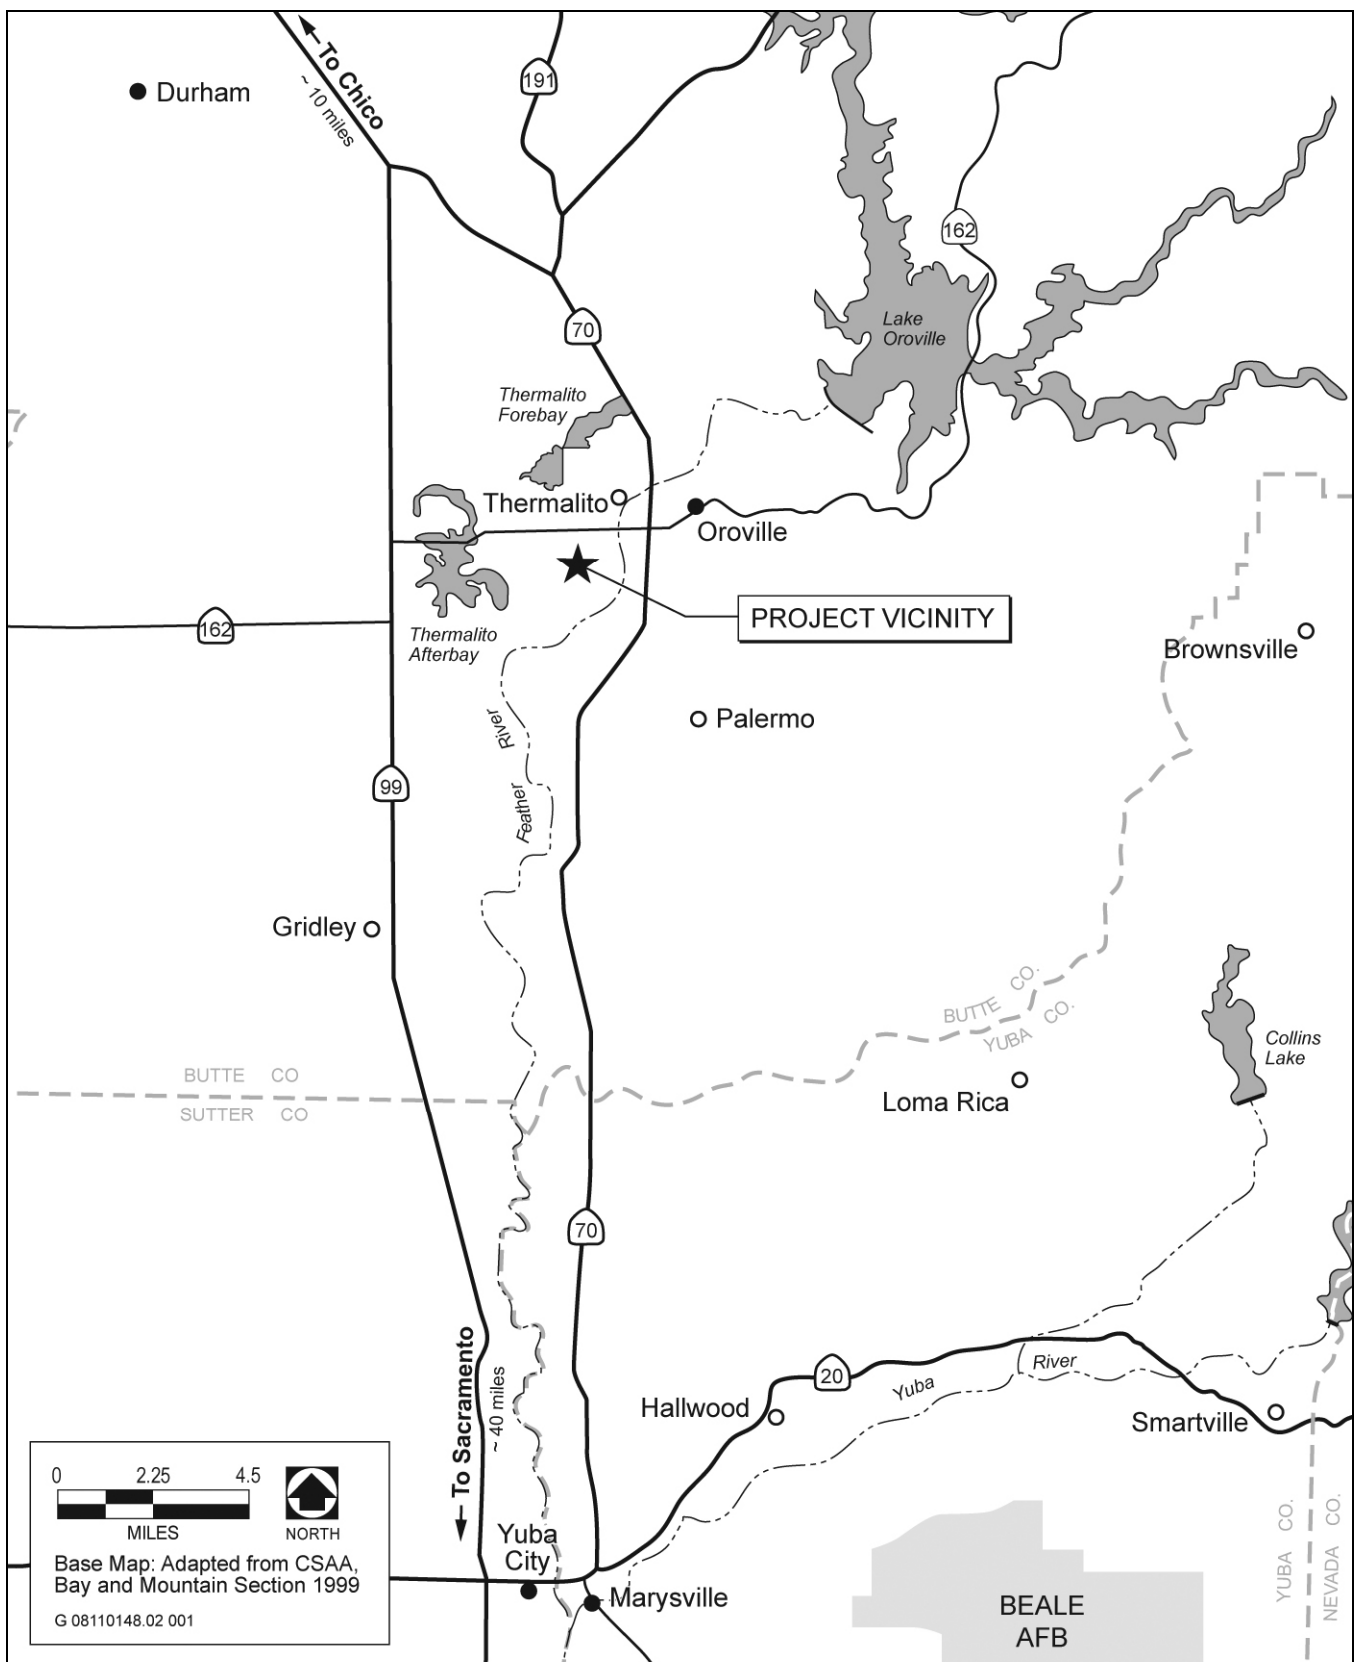 To Chico
~ 10 miles
Durham
191
162
70
Lake
Oroville
Thermalito
Forebay
Thermalito
Oroville
PROJECT VICINITY
162
Thermalito
Afterbay
Brownsville
Palermo
River
Feather
99
Gridley
BUTTE CO.
YUBA CO.
Collins
Lake
BUTTE CO
SUTTER CO
Loma Rica
70
To Sacramento
~ 40 miles
20
River
Yuba
Hallwood
Smartville
0 2.25 4.5
MILES
NORTH
Base Map: Adapted from CSAA,
Bay and Mountain Section 1999
G 08110148.02 001
Yuba
City
Marysville
BEALE
AFB
YUBA CO.
NEVADA CO.